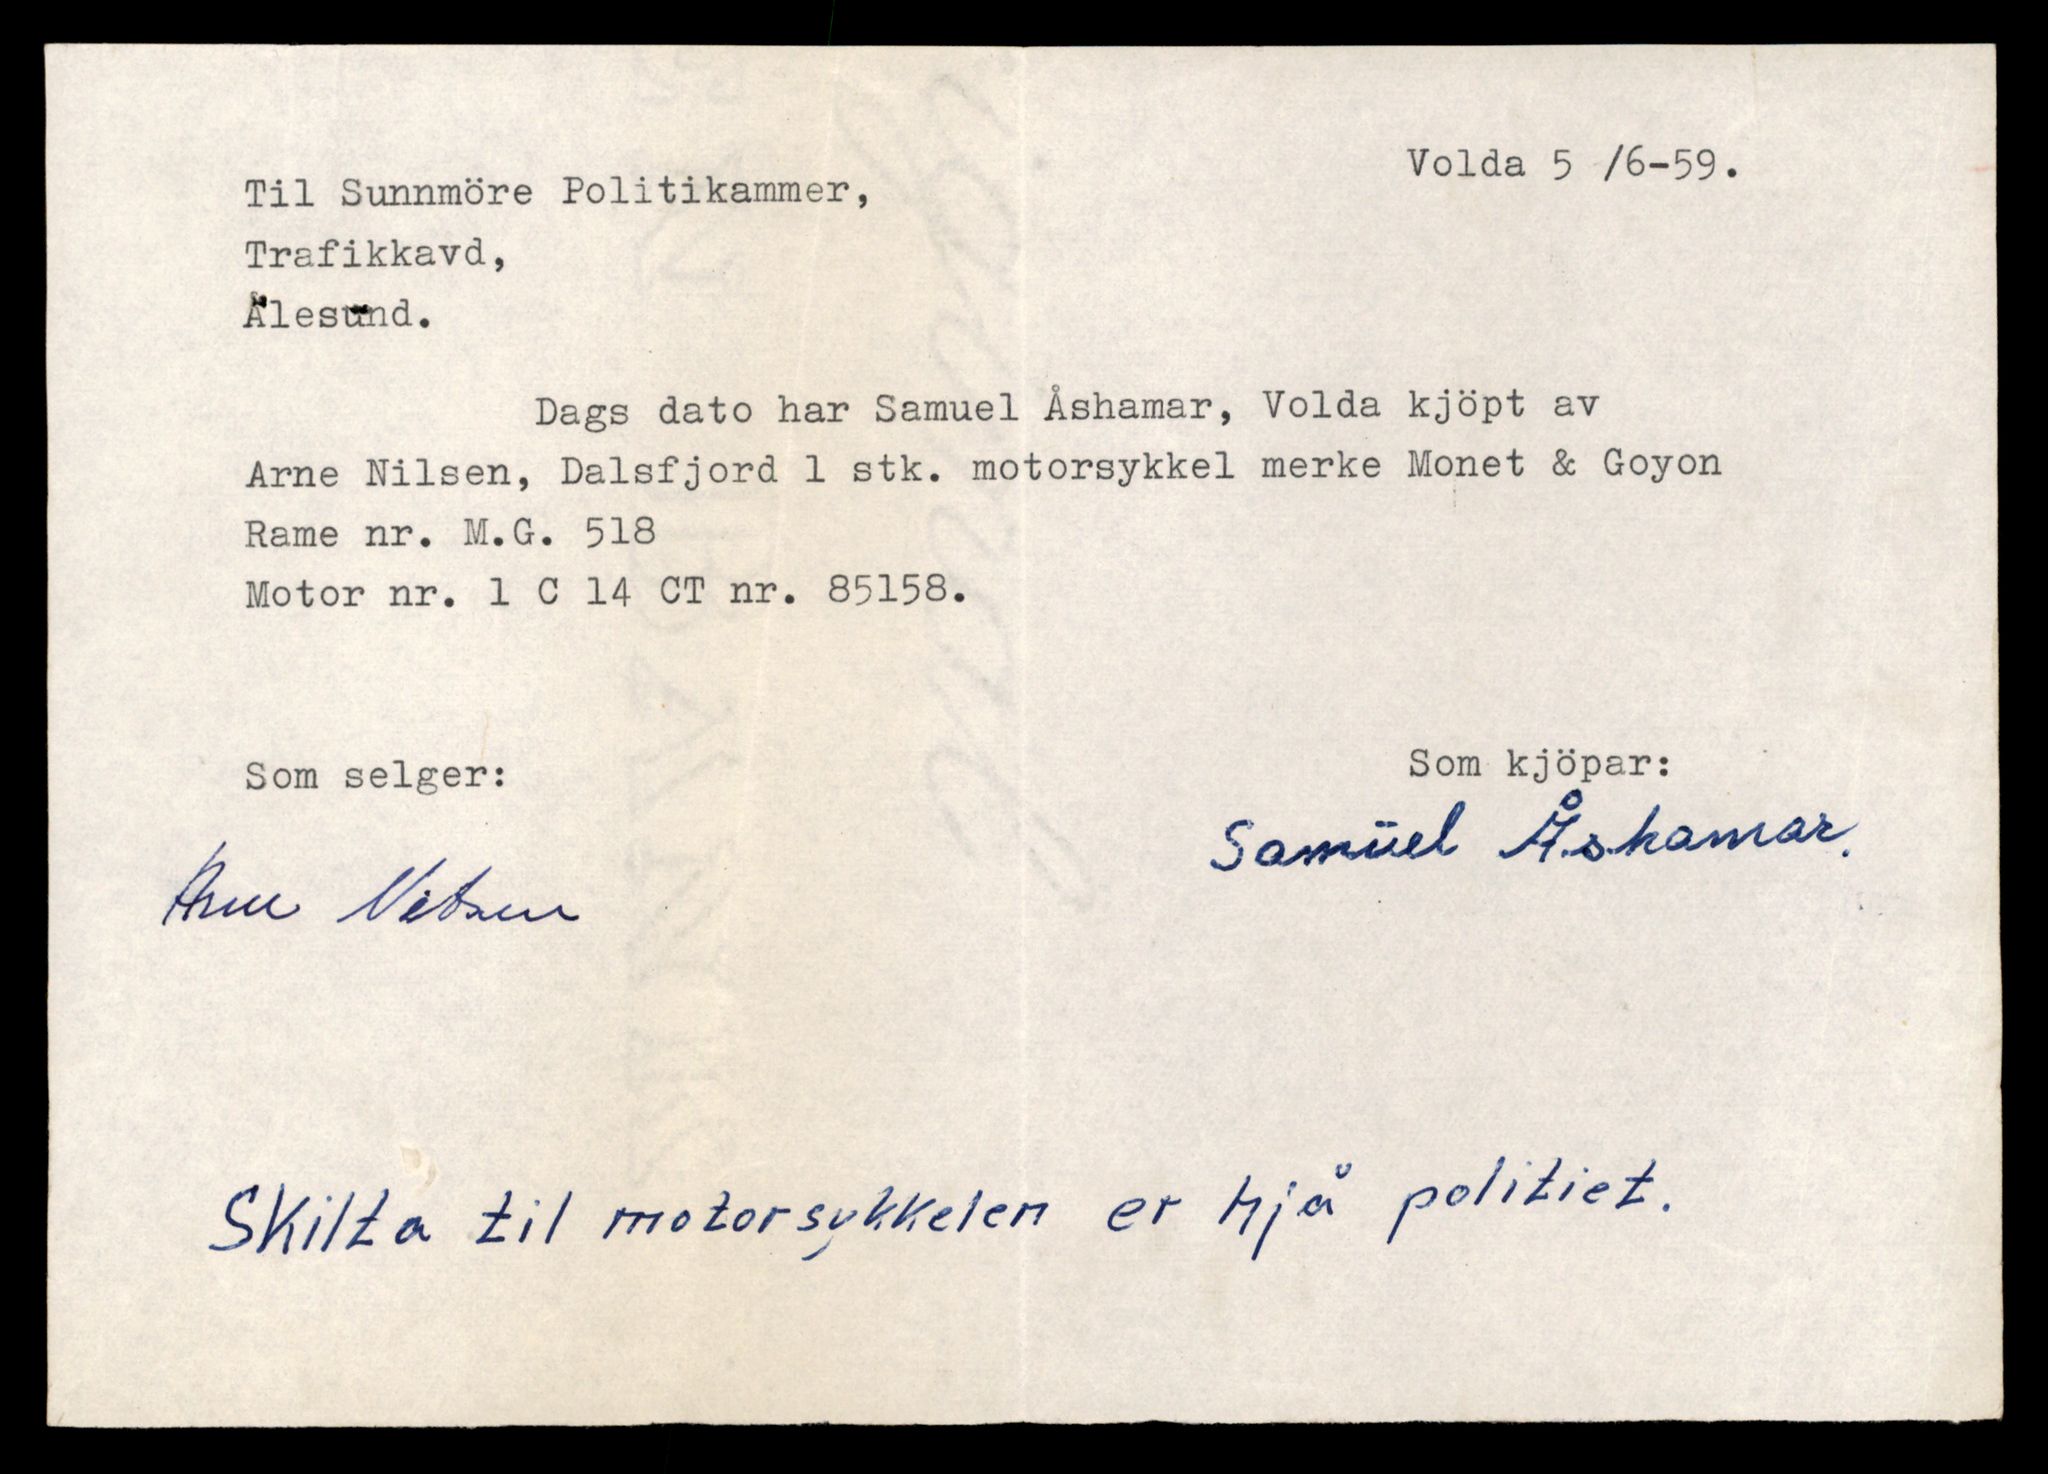 Volda 5 /6-59.
Til Sunnmöre Politikammer,
Trafikkavd,
Ålesund.
Dags dato har Samuel Åshamar, Volda kjöpt av
Arne Nilsen, Dalsfjord 1 stk. motorsykkel merke Monet & Goyon
Rame nr. M.G. 518
Motor nr. 1 C 14 CT nr. 85158.
Som selger:
Som kjöpar:
Samuel Åshamar.
Arne Nilsen
Skilta til motorsykkelen er hjå politiet.